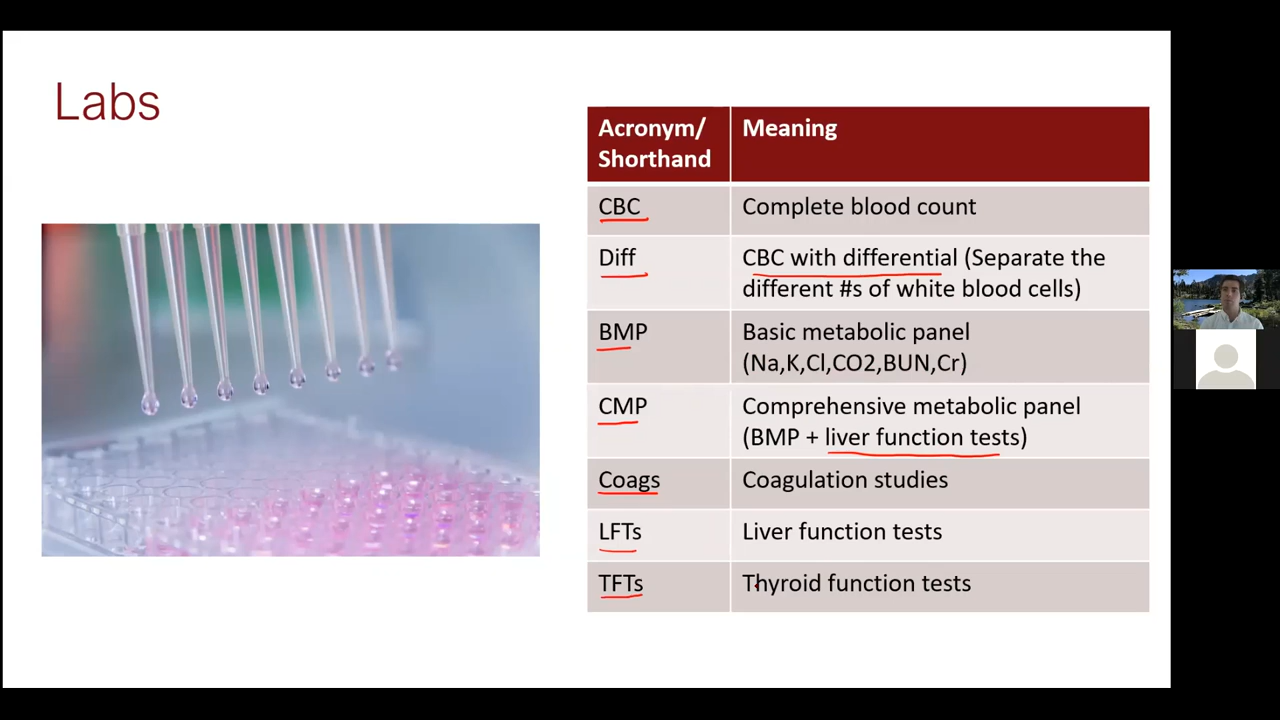 Labs
Acronym/ Meaning
Shorthand
CBC Complete blood count
Diff CBC with differential (Separate the
different #s of white blood cells)
BMP Basic metabolic panel
(Na,K,Cl,CO2,BUN,Cr)
CMP Comprehensive metabolic panel
(BMP + liver function tests)
Coags Coagulation studies
LFTs Liver function tests
TFTs Thyroid function tests